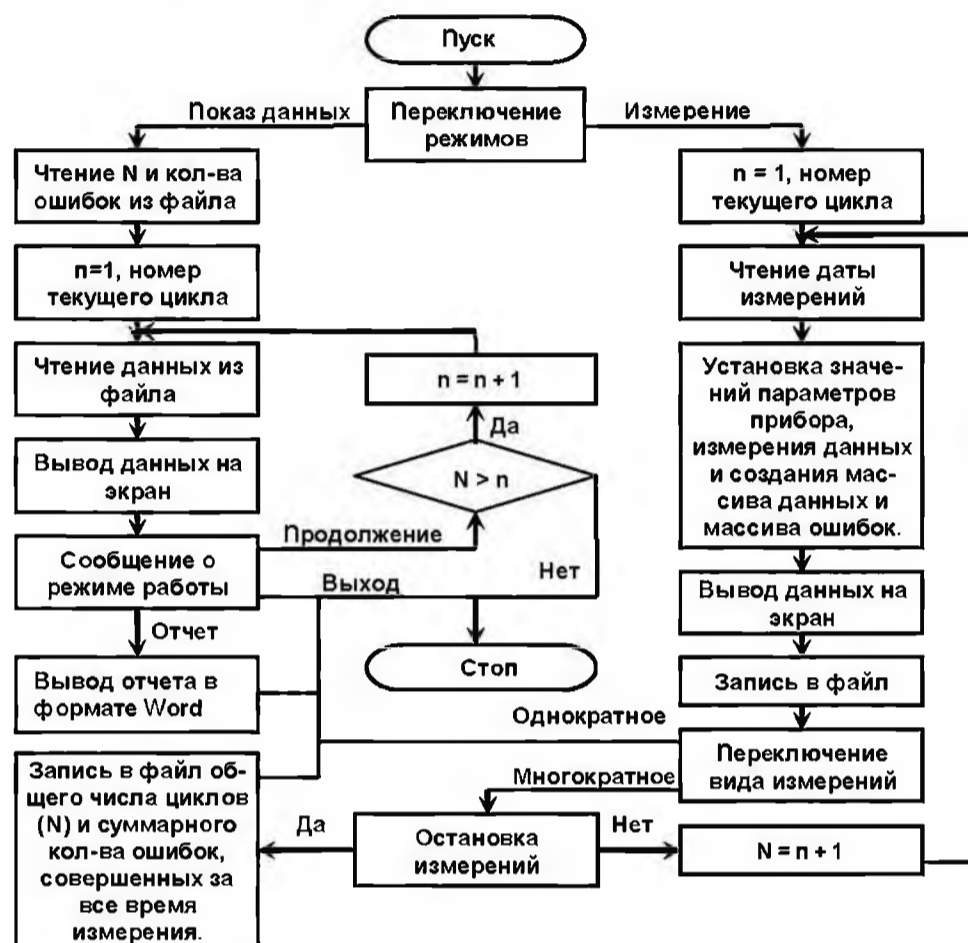 Пуск
Показ данных
Переключение
режимов
Измерение
Чтение N и кол-ва
ошибок из файла
n = 1, номер
текущего цикла
n=1, номер
текущего цикла
Чтение даты
измерений
Чтение данных из
файла
n = n + 1
Да
Установка значе-
ний параметров
прибора,
измерения данных
и создания мас-
сива данных и
массива ошибок.
Вывод данных на
экран
N > n
Продолжение
Сообщение о
режиме работы
Выход
Нет
Вывод данных на
экран
Отчет
Стоп
Вывод отчета в
формате Word
Запись в файл
Однократное
Переключение
вида измерений
Многократное
Запись в файл об-
щего числа циклов
(N) и суммарного
кол-ва ошибок,
совершенных за
все время
измерения.
Да
Остановка
измерений
Нет
N = n + 1